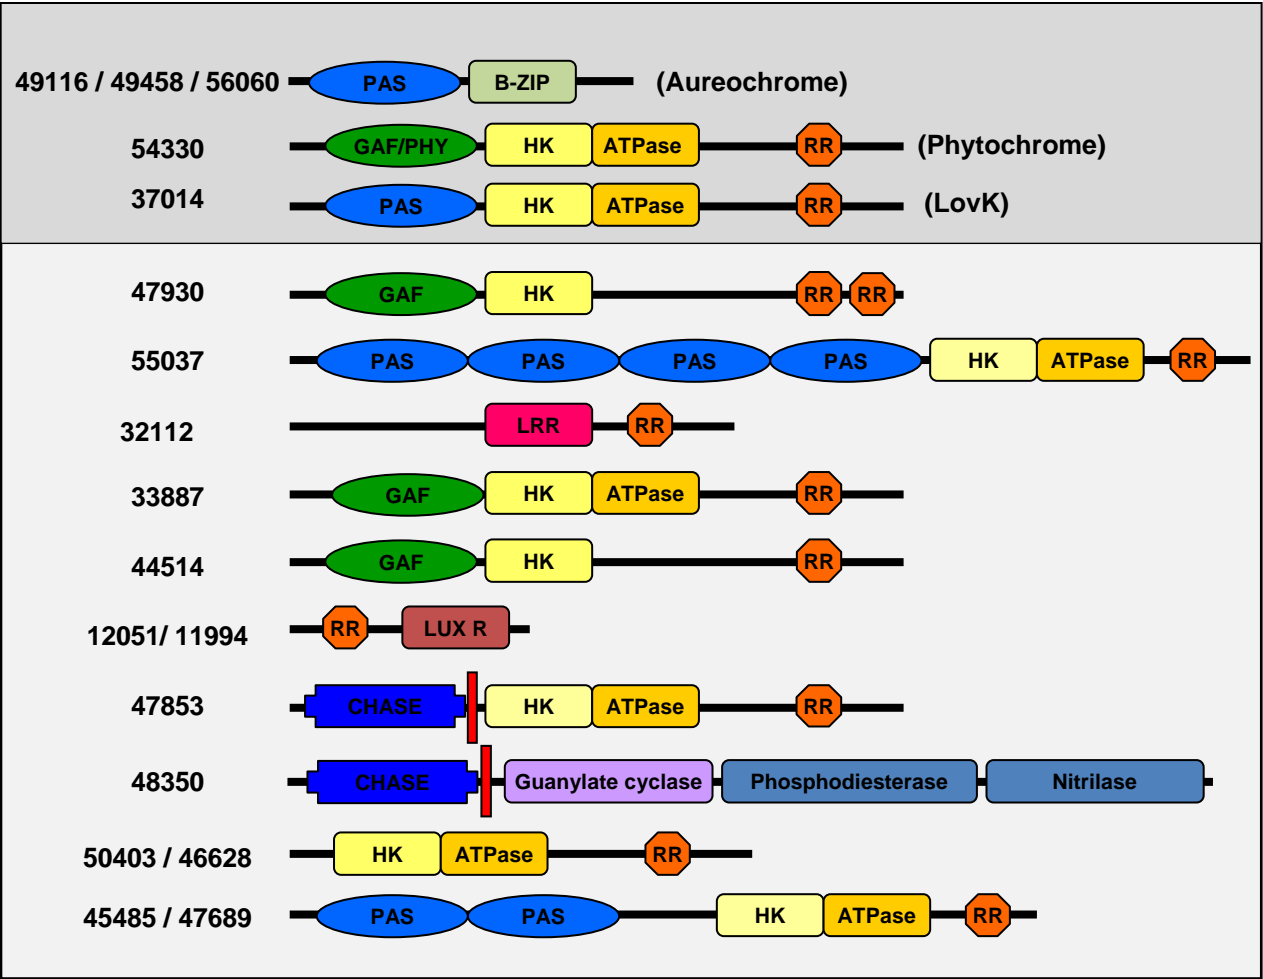 49116 / 49458 / 56060 PAS B-ZIP (Aureochrome)
54330 GAF/PHY HK ATPase RR (Phytochrome)
37014 PAS HK ATPase RR (LovK)
47930 GAF HK RR RR
55037 PAS PAS PAS PAS HK ATPase RR
32112 LRR RR
33887 GAF HK ATPase RR
44514 GAF HK RR
12051/ 11994 RR LUX R
47853 CHASE HK ATPase RR
48350 CHASE Guanylate cyclase Phosphodiesterase Nitrilase
50403 / 46628 HK ATPase RR
45485 / 47689 PAS PAS HK ATPase RR